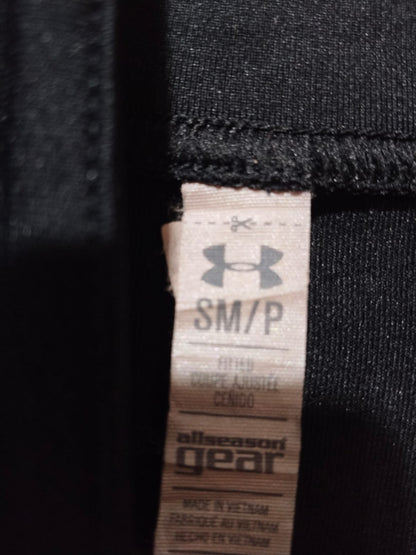 SM/P
FITTED
COUPE AJUSTÉE
CEÑIDO
allseason
gear
MADE IN VIETNAM
FABRIQUÉ AU VIETNAM
HECHO EN VIETNAM